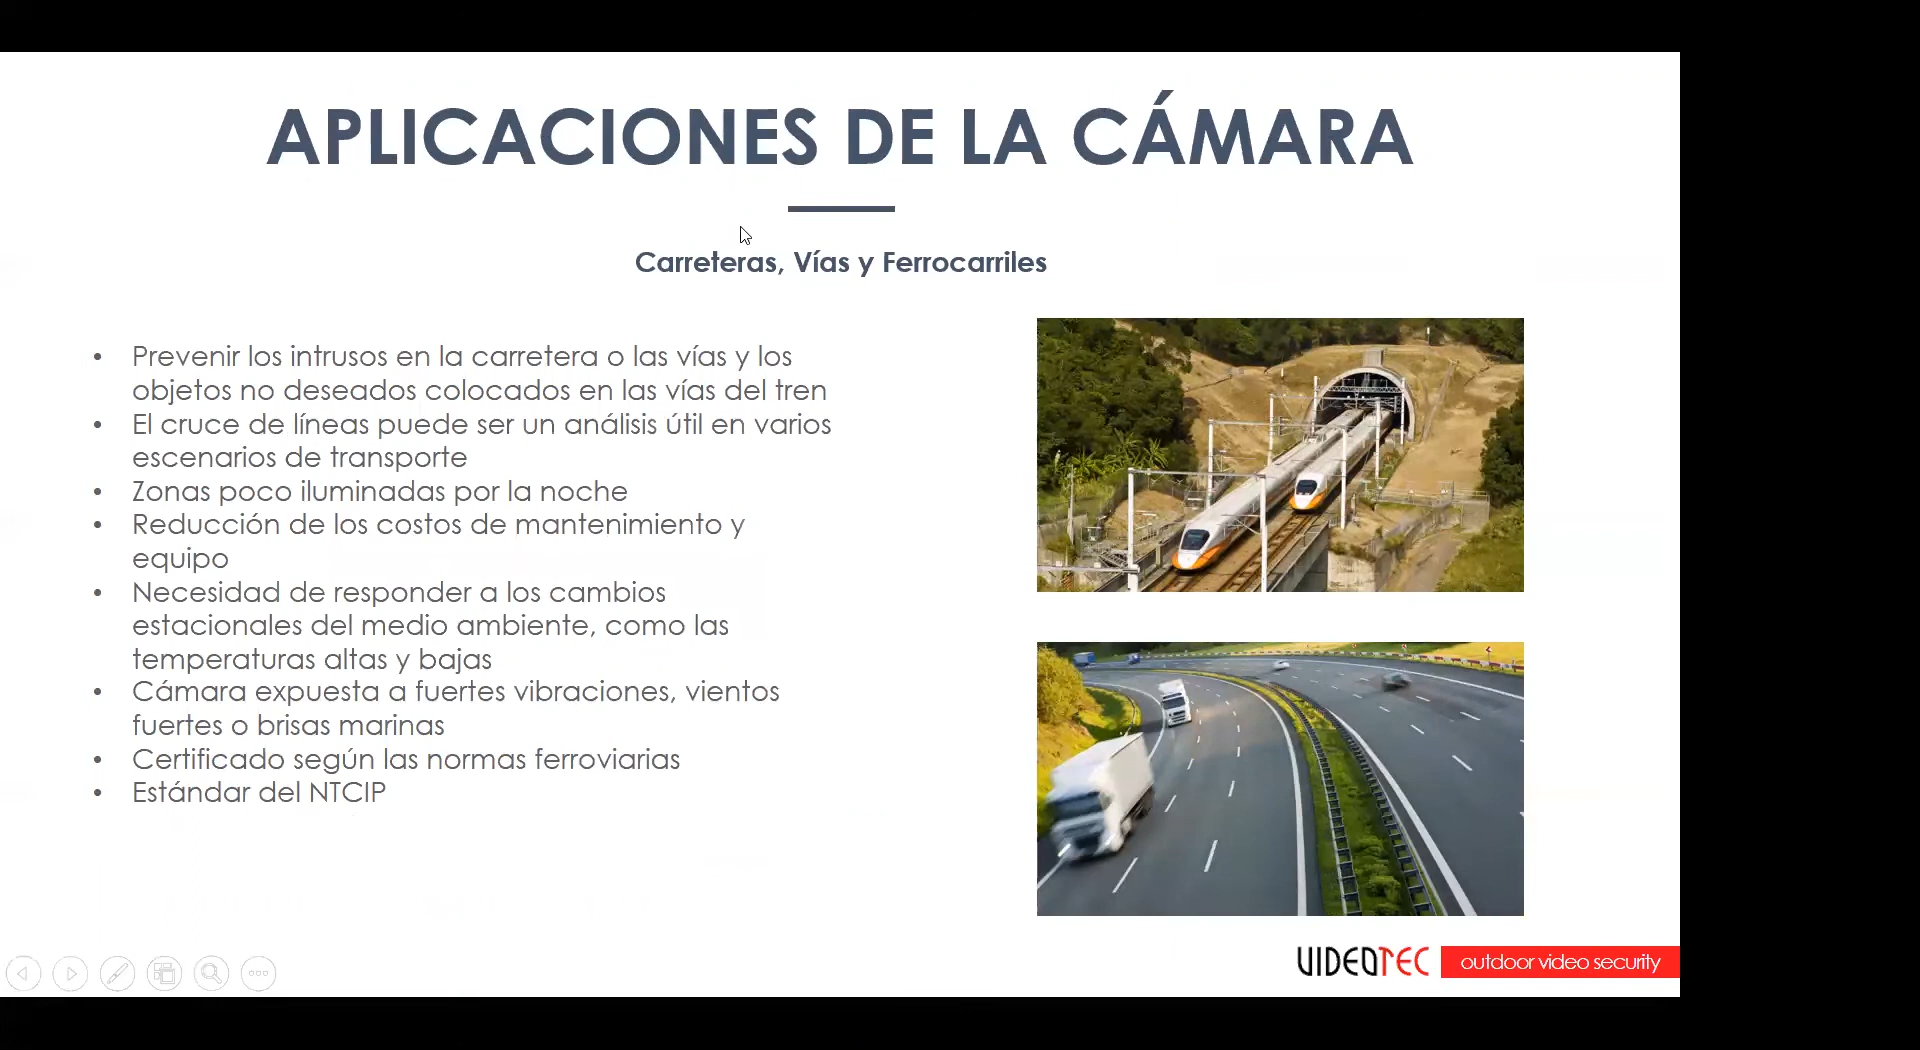 APLICACIONES DE LA CÁMARA
Carreteras, Vías y Ferrocarriles
• Prevenir los intrusos en la carretera o las vías y los
objetos no deseados colocados en las vías del tren
• El cruce de líneas puede ser un análisis útil en varios
escenarios de transporte
• Zonas poco iluminadas por la noche
• Reducción de los costos de mantenimiento y
equipo
• Necesidad de responder a los cambios
estacionales del medio ambiente, como las
temperaturas altas y bajas
• Cámara expuesta a fuertes vibraciones, vientos
fuertes o brisas marinas
• Certificado según las normas ferroviarias
• Estándar del NTCIP
VIDEOTEC outdoor video security